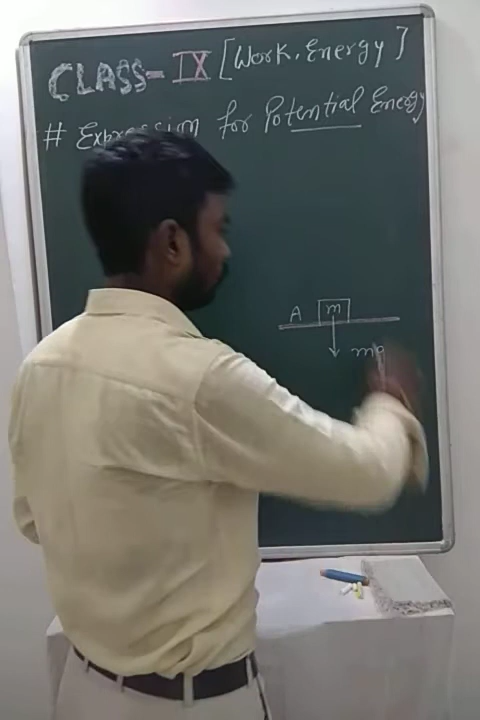 CLASS-IX [Work, Energy]
# Expression for Potential Energy
A m
mg